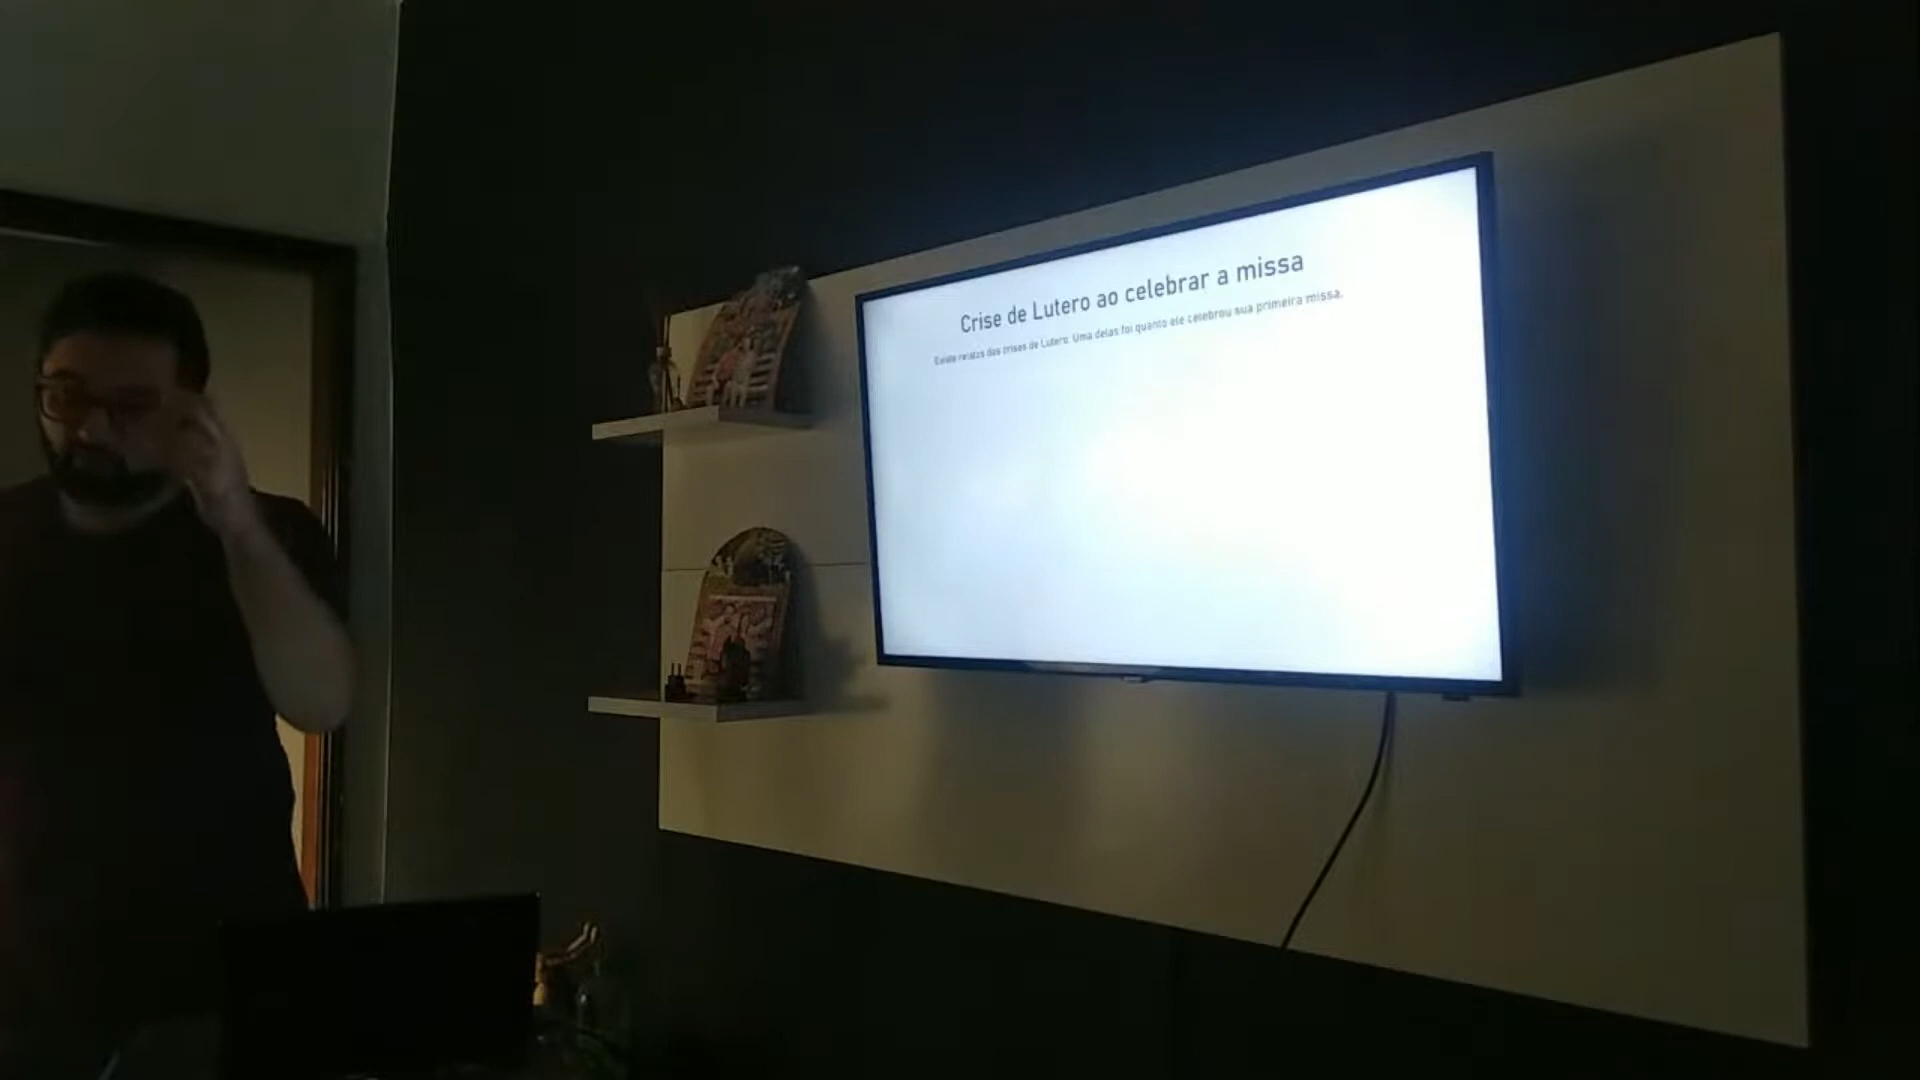 Crise de Lutero ao celebrar a missa
Existe relatos das crises de Lutero. Uma delas foi quanto ele celebrou sua primeira missa.